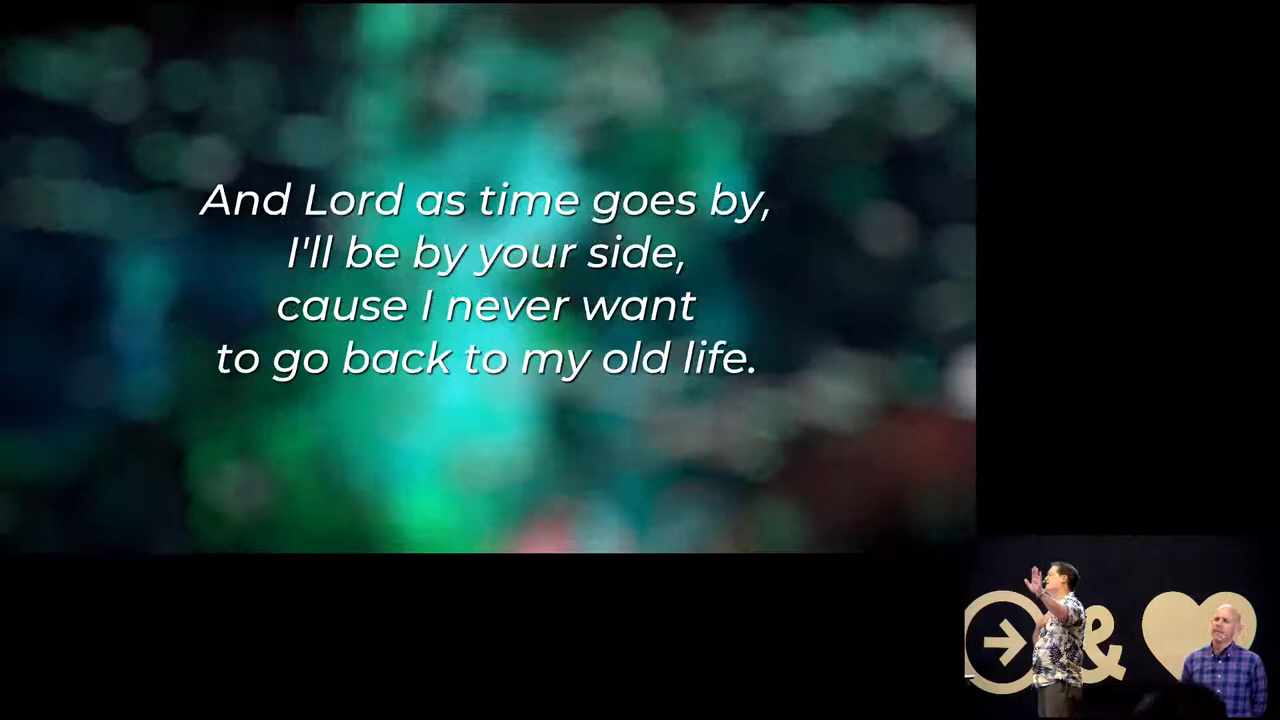 And Lord as time goes by,
I'll be by your side,
cause I never want
to go back to my old life.
&